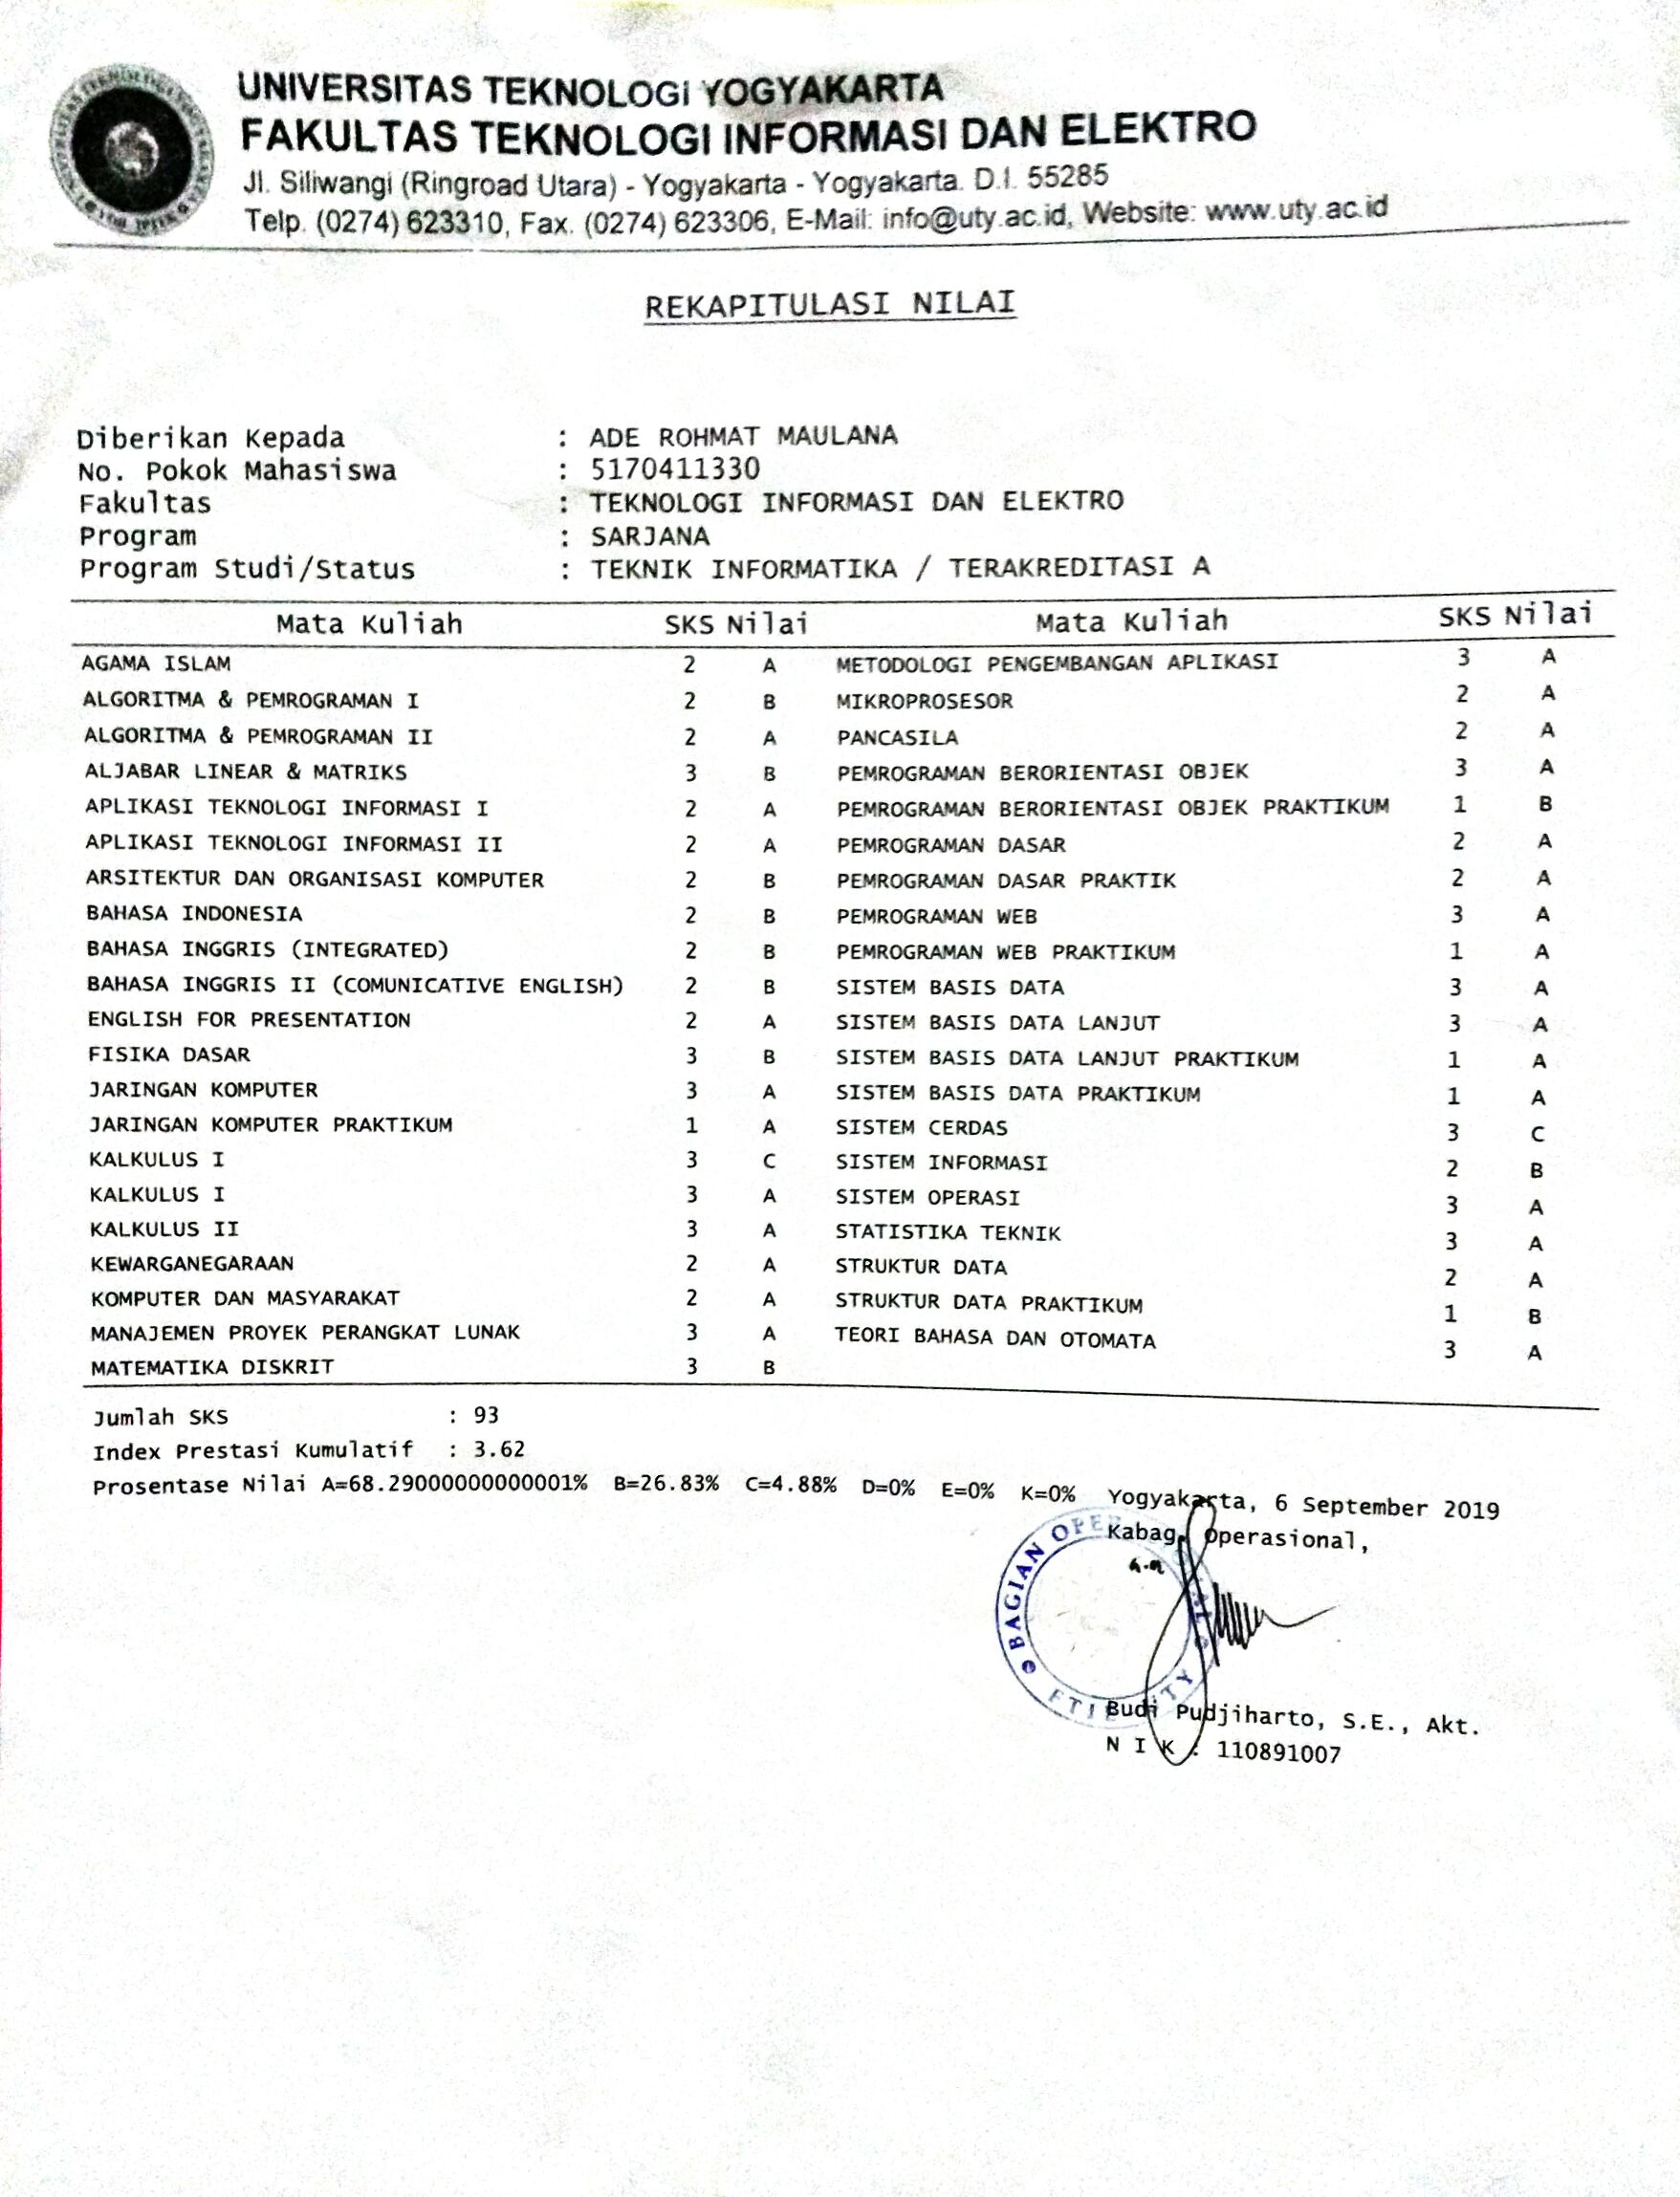 UNIVERSITAS TEKNOLOGI YOGYAKARTA
FAKULTAS TEKNOLOGI INFORMASI DAN ELEKTRO
Jl. Siliwangi (Ringroad Utara) - Yogyakarta - Yogyakarta. D.I. 55285
Telp. (0274) 623310, Fax. (0274) 623306, E-Mail: info@uty.ac.id, Website: www.uty.ac.id
REKAPITULASI NILAI
Diberikan Kepada : ADE ROHMAT MAULANA
No. Pokok Mahasiswa : 5170411330
Fakultas : TEKNOLOGI INFORMASI DAN ELEKTRO
Program : SARJANA
Program Studi/Status : TEKNIK INFORMATIKA / TERAKREDITASI A
Mata Kuliah SKS Nilai Mata Kuliah SKS Nilai
AGAMA ISLAM 2 A METODOLOGI PENGEMBANGAN APLIKASI 3 A
ALGORITMA & PEMROGRAMAN I 2 B MIKROPROSESOR 2 A
ALGORITMA & PEMROGRAMAN II 2 A PANCASILA 2 A
ALJABAR LINEAR & MATRIKS 3 B PEMROGRAMAN BERORIENTASI OBJEK 3 A
APLIKASI TEKNOLOGI INFORMASI I 2 A PEMROGRAMAN BERORIENTASI OBJEK PRAKTIKUM 1 B
APLIKASI TEKNOLOGI INFORMASI II 2 A PEMROGRAMAN DASAR 2 A
ARSITEKTUR DAN ORGANISASI KOMPUTER 2 B PEMROGRAMAN DASAR PRAKTIK 2 A
BAHASA INDONESIA 2 B PEMROGRAMAN WEB 3 A
BAHASA INGGRIS (INTEGRATED) 2 B PEMROGRAMAN WEB PRAKTIKUM 1 A
BAHASA INGGRIS II (COMUNICATIVE ENGLISH) 2 B SISTEM BASIS DATA 3 A
ENGLISH FOR PRESENTATION 2 A SISTEM BASIS DATA LANJUT 3 A
FISIKA DASAR 3 B SISTEM BASIS DATA LANJUT PRAKTIKUM 1 A
JARINGAN KOMPUTER 3 A SISTEM BASIS DATA PRAKTIKUM 1 A
JARINGAN KOMPUTER PRAKTIKUM 1 A SISTEM CERDAS 3 C
KALKULUS I 3 C SISTEM INFORMASI 2 B
KALKULUS I 3 A SISTEM OPERASI 3 A
KALKULUS II 3 A STATISTIKA TEKNIK 3 A
KEWARGANEGARAAN 2 A STRUKTUR DATA 2 A
KOMPUTER DAN MASYARAKAT 2 A STRUKTUR DATA PRAKTIKUM 1 B
MANAJEMEN PROYEK PERANGKAT LUNAK 3 A TEORI BAHASA DAN OTOMATA 3 A
MATEMATIKA DISKRIT 3 B
Jumlah SKS : 93
Index Prestasi Kumulatif : 3.62
Prosentase Nilai A=68.29000000000001% B=26.83% C=4.88% D=0% E=0% K=0%
Yogyakarta, 6 September 2019
Kabag. Operasional,
a.n
BAGIAN OPER
FTIE UTY
Budi Pudjiharto, S.E., Akt.
N I K : 110891007